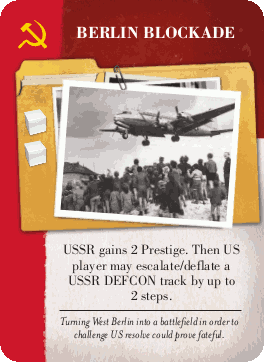 BERLIN BLOCKADE
USSR gains 2 Prestige. Then US
player may escalate/deflate a
USSR DEFCON track by up to
2 steps.
Turning West Berlin into a battlefield in order to
challenge US resolve could prove fateful.